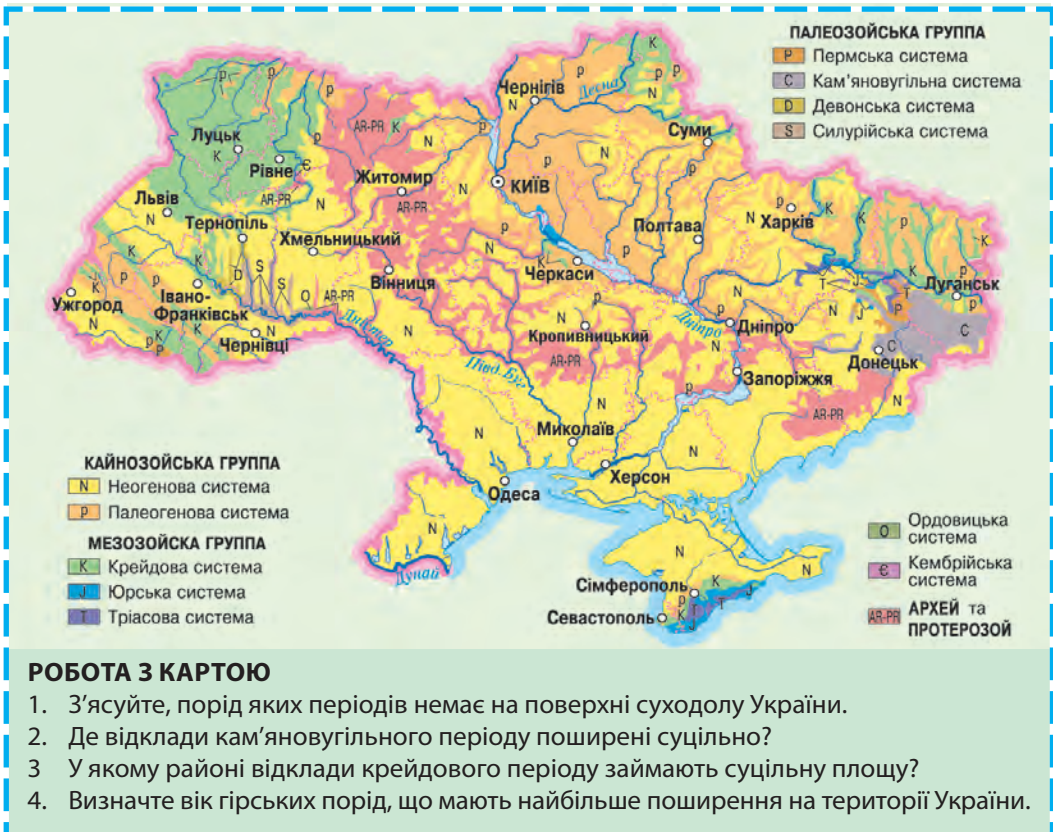 ПАЛЕОЗОЙСЬКА ГРУППА
P Пермська система
C Кам'яновугільна система
D Девонська система
S Силурійська система
Чернігів
Десна
Суми
Луцьк
Рівне
Житомир
КИЇВ
Львів
Тернопіль
Хмельницький
Полтава
Харків
Ужгород
Івано-
Франківськ
Вінниця
Черкаси
Луганськ
Чернівці
Дністер
Кропивницький
Дніпро
Дніпро
Донецьк
Півд. Буг
Запоріжжя
Миколаїв
Херсон
Одеса
Дунай
Сімферополь
Севастополь
КАЙНОЗОЙСЬКА ГРУППА
N Неогенова система
P Палеогенова система
МЕЗОЗОЙСКА ГРУППА
K Крейдова система
J Юрська система
T Тріасова система
O Ордовицька
система
Є Кембрійська
система
AR-PR АРХЕЙ та
ПРОТЕРОЗОЙ
РОБОТА З КАРТОЮ
1. З'ясуйте, порід яких періодів немає на поверхні суходолу України.
2. Де відклади кам'яновугільного періоду поширені суцільно?
3 У якому районі відклади крейдового періоду займають суцільну площу?
4. Визначте вік гірських порід, що мають найбільше поширення на території України.